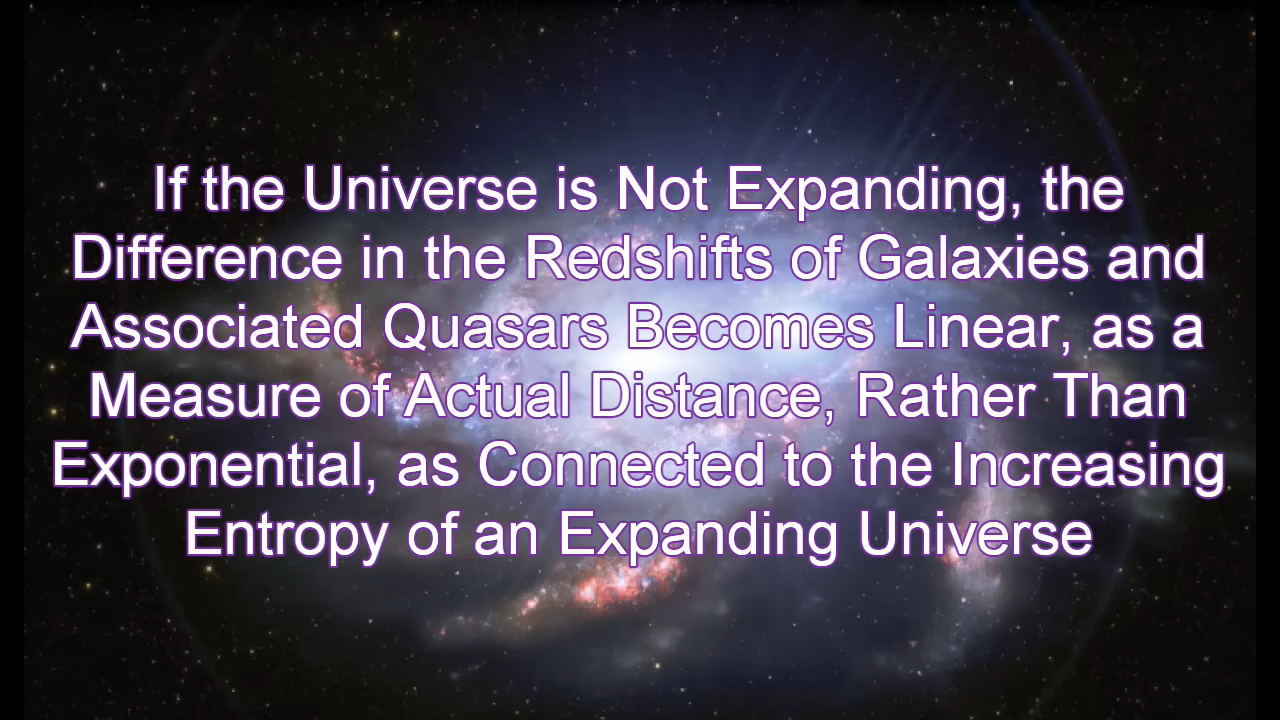 If the Universe is Not Expanding, the
Difference in the Redshifts of Galaxies and
Associated Quasars Becomes Linear, as a
Measure of Actual Distance, Rather Than
Exponential, as Connected to the Increasing
Entropy of an Expanding Universe